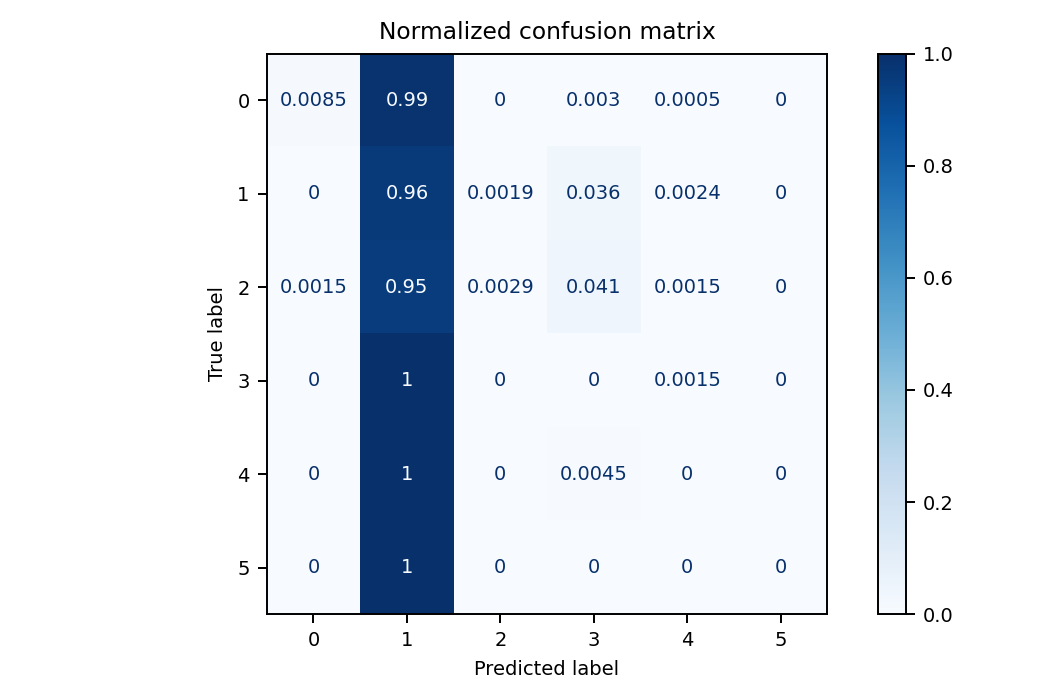 Normalized confusion matrix
True label
0 0.0085 0.99 0 0.003 0.0005 0
1 0 0.96 0.0019 0.036 0.0024 0
2 0.0015 0.95 0.0029 0.041 0.0015 0
3 0 1 0 0 0.0015 0
4 0 1 0 0.0045 0 0
5 0 1 0 0 0 0
0 1 2 3 4 5
Predicted label
1.0
0.8
0.6
0.4
0.2
0.0